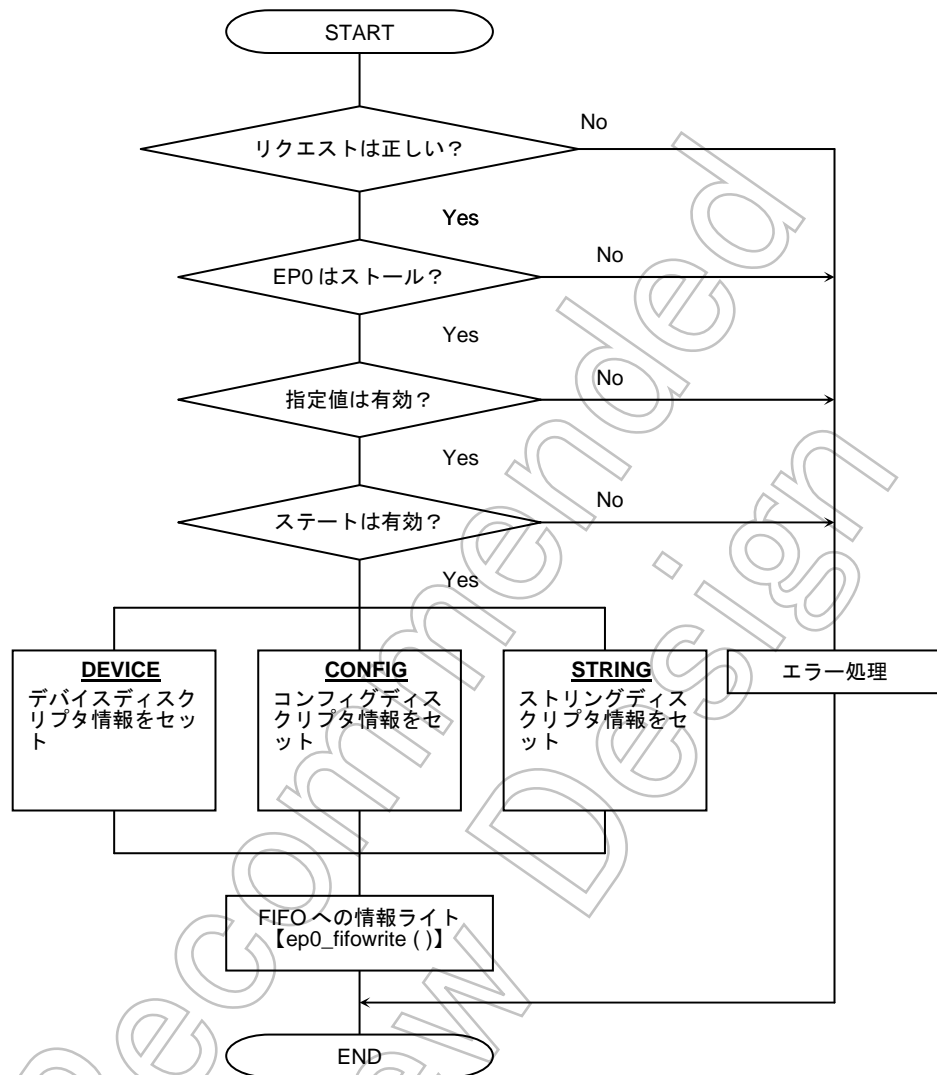 START
リクエストは正しい？
No
Yes
EP0 はストール？
No
Yes
指定値は有効？
No
Yes
ステートは有効？
No
Yes
DEVICE
デバイスディスク
リプタ情報をセッ
ト
CONFIG
コンフィグディス
クリプタ情報をセ
ット
STRING
ストリングディス
クリプタ情報をセ
ット
エラー処理
FIFO への情報ライト
【ep0_fifowrite ( )】
END
Recommended
w Design